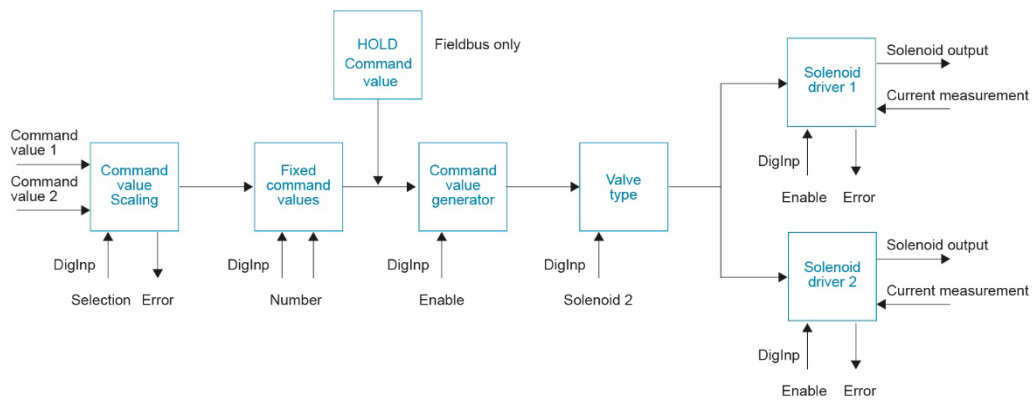 HOLD
Command
value
Fieldbus only
Command
value 1
Command
value 2
Command
value
Scaling
DigInp
Selection
Error
Fixed
command
values
DigInp
Number
Command
value
generator
DigInp
Enable
Valve
type
DigInp
Solenoid 2
Solenoid
driver 1
Solenoid output
Current measurement
DigInp
Enable
Error
Solenoid
driver 2
Solenoid output
Current measurement
DigInp
Enable
Error